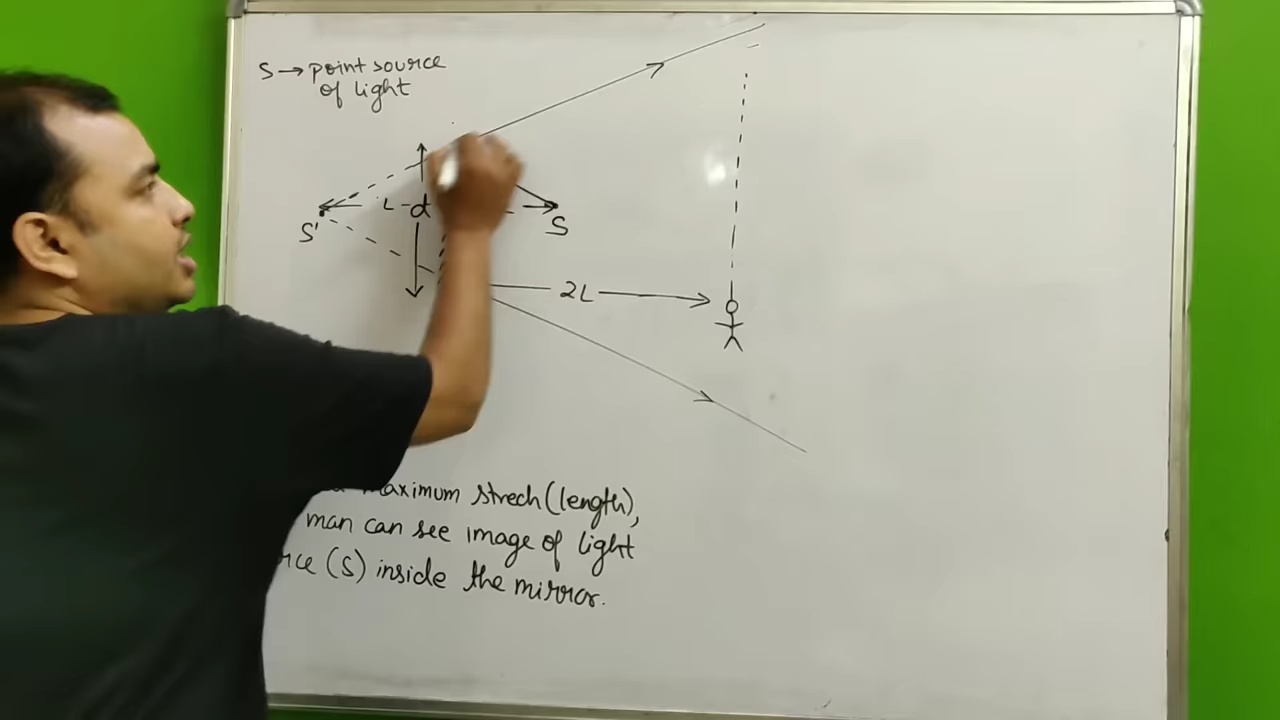 S → point source
of light
L
d
S'
S
2L
maximum strech (length),
man can see image of light
(S) inside the mirror.